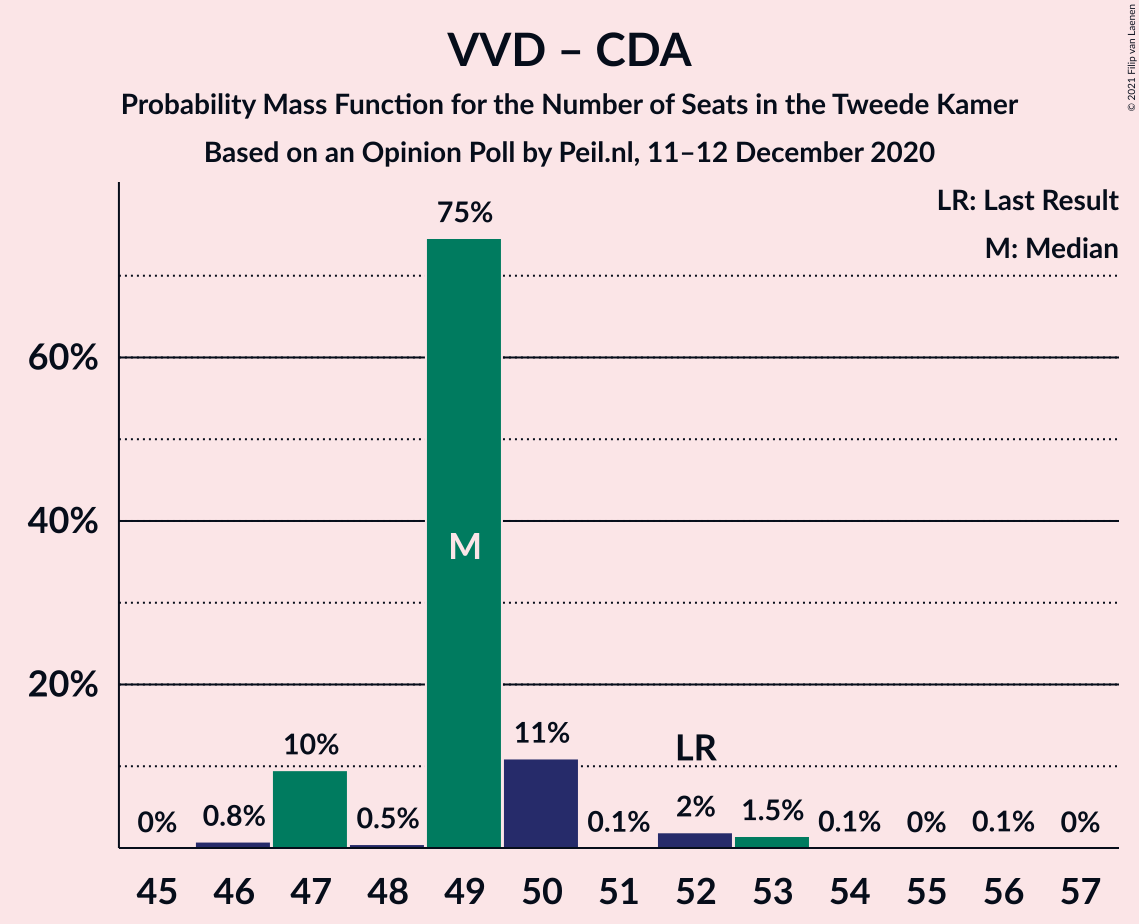 VVD – CDA
Probability Mass Function for the Number of Seats in the Tweede Kamer
Based on an Opinion Poll by Peil.nl, 11–12 December 2020
© 2021 Filip van Laenen
LR: Last Result
M: Median
60%
40%
20%
0%
0.8%
10%
0.5%
75%
M
11%
0.1%
LR
2%
1.5%
0.1%
0%
0.1%
0%
45 46 47 48 49 50 51 52 53 54 55 56 57